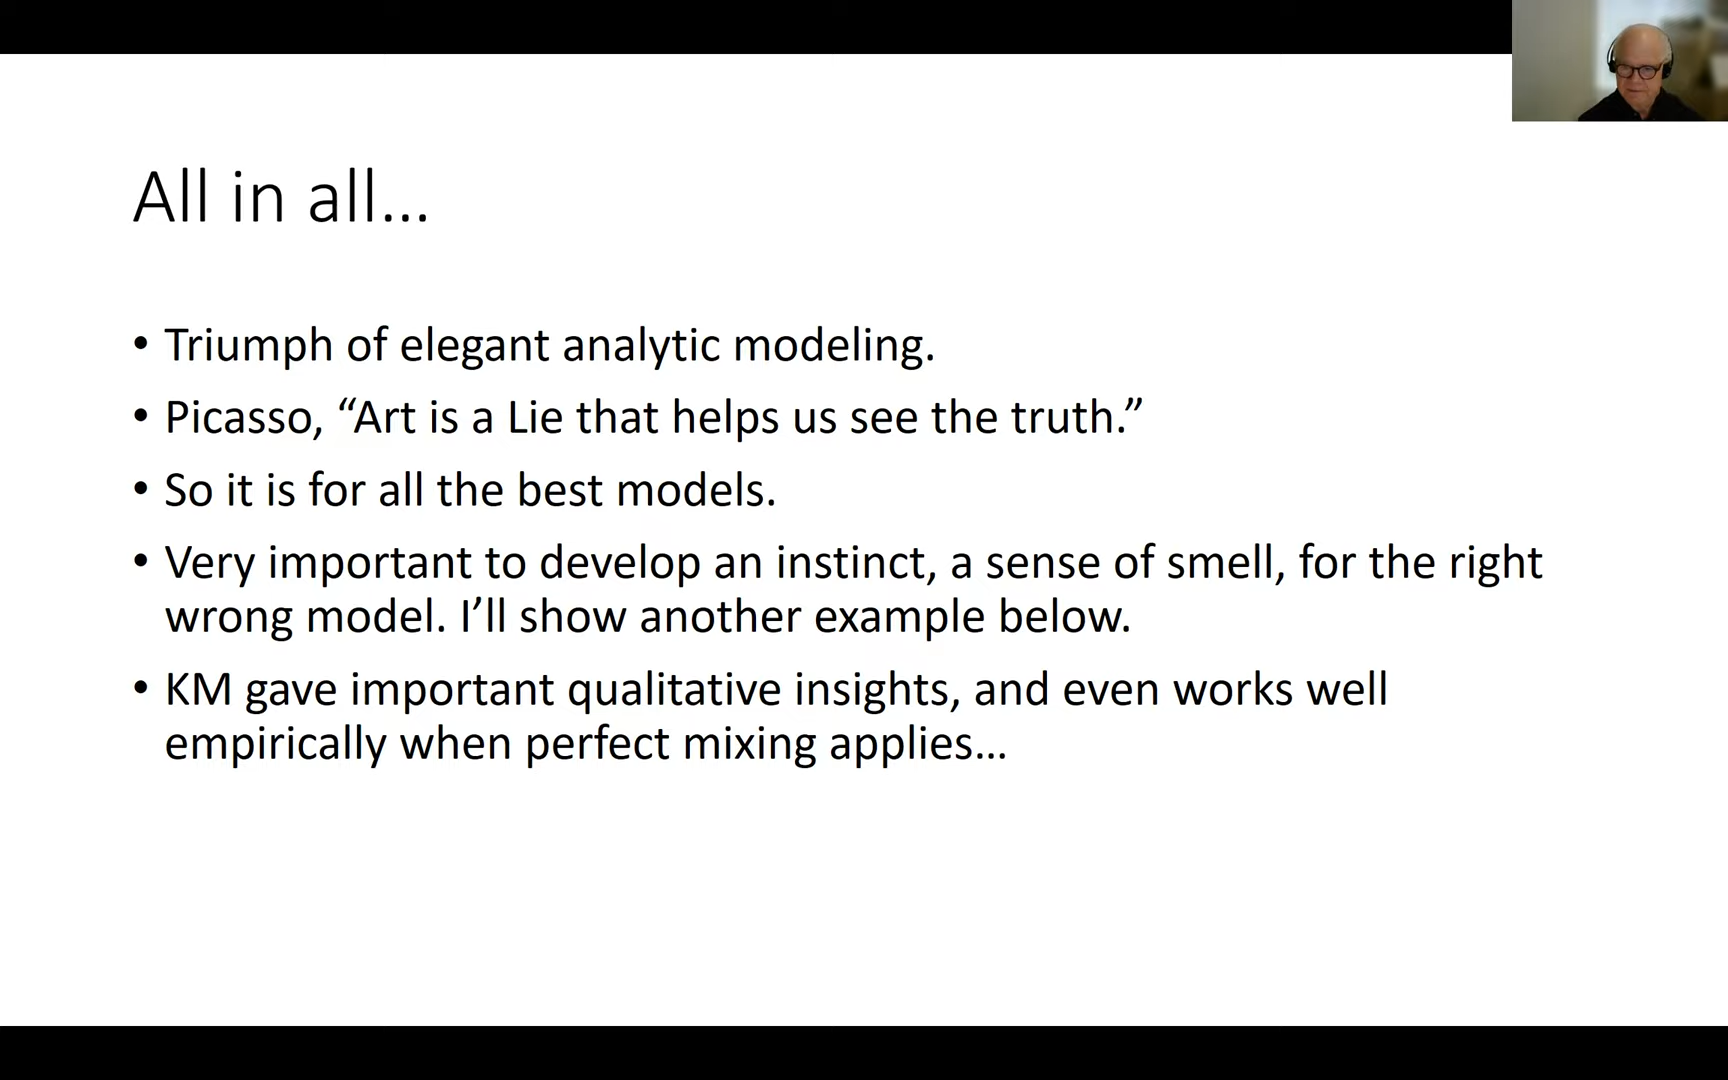 All in all...
• Triumph of elegant analytic modeling.
• Picasso, “Art is a Lie that helps us see the truth.”
• So it is for all the best models.
• Very important to develop an instinct, a sense of smell, for the right
wrong model. I’ll show another example below.
• KM gave important qualitative insights, and even works well
empirically when perfect mixing applies...